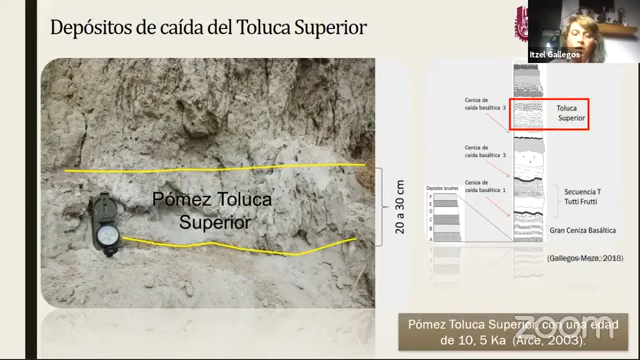 Depósitos de caída del Toluca Superior
Itzel Gallegos
Pómez Toluca
Superior
20 a 30 cm
Ceniza de
caída basáltica 3
Toluca
Superior
Ceniza de
caída basáltica 3
Ceniza de
caída basáltica 1
Secuencia T
Tutti Frutti
Gran Ceniza Basáltica
(Gallegos-Meza, 2018)
Pómez Toluca Superior, con una edad
de 10, 5 Ka (Arce, 2003).
zoom